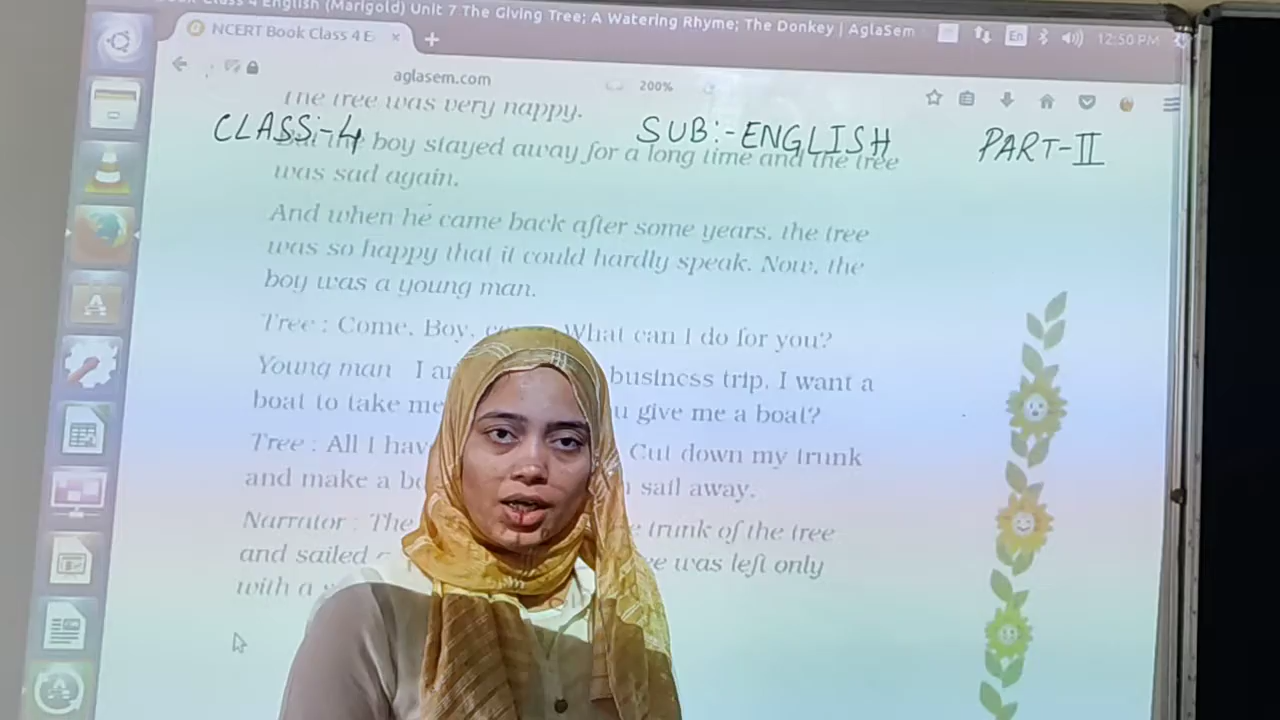 Class 4 English (Marigold) Unit 7 The Giving Tree; A Watering Rhyme; The Donkey | AglaSem
NCERT Book Class 4 E
En
12:50 PM
aglasem.com
200%
the tree was very happy.
CLASS:-4
SUB:-ENGLISH
PART-II
But the boy stayed away for a long time and the tree
was sad again.
And when he came back after some years, the tree
was so happy that it could hardly speak. Now, the
boy was a young man.
Tree : Come, Boy, What can I do for you?
Young man I business trip, I want a
boat to take me give me a boat?
Tree : All I Cut down my trunk
and make a sail away.
Narrator : The trunk of the tree
and sailed was left only
with a